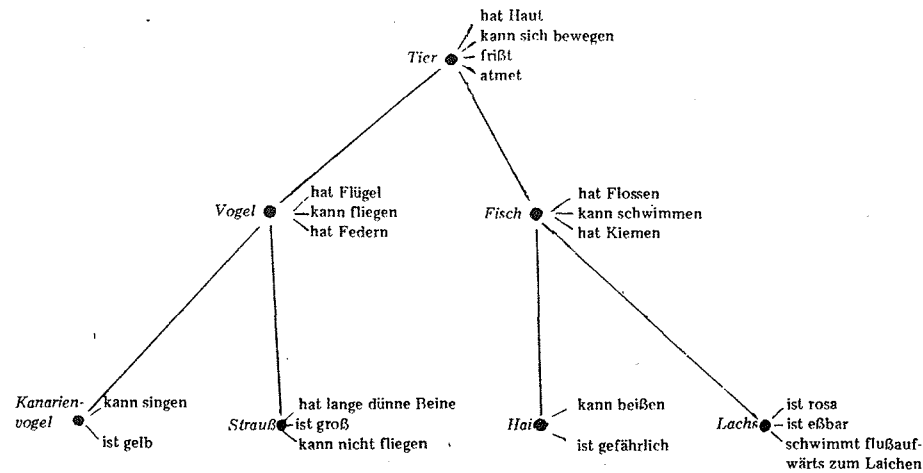 hat Haut
kann sich bewegen
Tier
frißt
atmet
hat Flügel
Vogel
kann fliegen
hat Federn
hat Flossen
Fisch
kann schwimmen
hat Kiemen
Kanarien-
vogel
kann singen
ist gelb
hat lange dünne Beine
Strauß
ist groß
kann nicht fliegen
kann beißen
Hai
ist gefährlich
ist rosa
Lachs
ist eßbar
schwimmt flußauf-
wärts zum Laichen